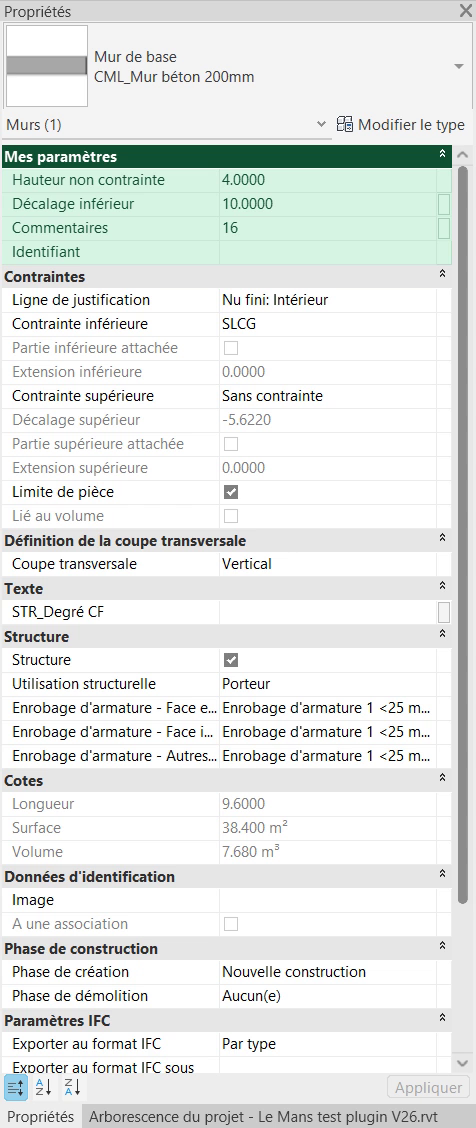 Propriétés
Mur de base
CML_Mur béton 200mm
Murs (1) Modifier le type
Mes paramètres
Hauteur non contrainte 4.0000
Décalage inférieur 10.0000
Commentaires 16
Identifiant
Contraintes
Ligne de justification Nu fini: Intérieur
Contrainte inférieure SLCG
Partie inférieure attachée
Extension inférieure 0.0000
Contrainte supérieure Sans contrainte
Décalage supérieur -5.6220
Partie supérieure attachée
Extension supérieure 0.0000
Limite de pièce
Lié au volume
Définition de la coupe transversale
Coupe transversale Vertical
Texte
STR_Degré CF
Structure
Structure
Utilisation structurelle Porteur
Enrobage d'armature - Face e... Enrobage d'armature 1 <25 m...
Enrobage d'armature - Face i... Enrobage d'armature 1 <25 m...
Enrobage d'armature - Autres... Enrobage d'armature 1 <25 m...
Cotes
Longueur 9.6000
Surface 38.400 m²
Volume 7.680 m³
Données d'identification
Image
A une association
Phase de construction
Phase de création Nouvelle construction
Phase de démolition Aucun(e)
Paramètres IFC
Exporter au format IFC Par type
Exporter au format IFC sous
Appliquer
Propriétés Arborescence du projet - Le Mans test plugin V26.rvt